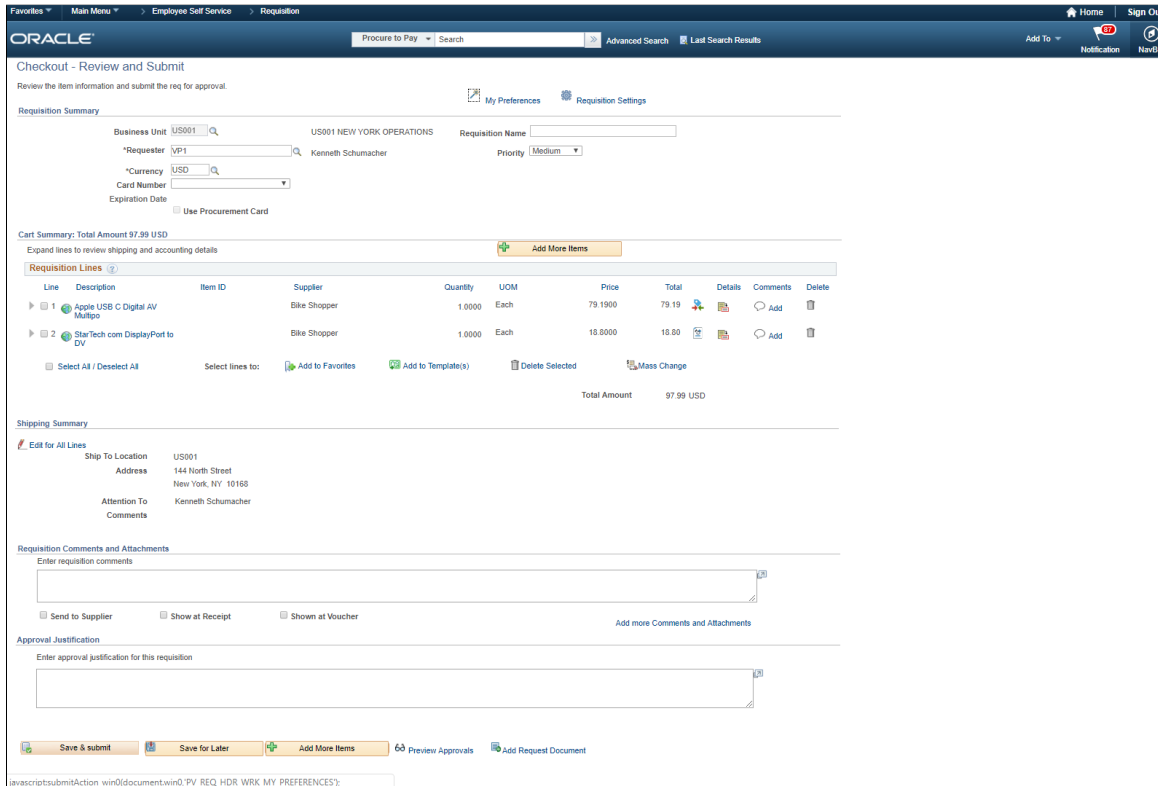 Favorites Main Menu > Employee Self Service > Requisition Home Sign Ou
ORACLE Procure to Pay Search Advanced Search Last Search Results Add To 87 Notification NavB
Checkout - Review and Submit
Review the item information and submit the req for approval.
My Preferences Requisition Settings
Requisition Summary
Business Unit US001 US001 NEW YORK OPERATIONS Requisition Name
*Requester VP1 Kenneth Schumacher Priority Medium
*Currency USD
Card Number
Expiration Date
Use Procurement Card
Cart Summary: Total Amount 97.99 USD
Expand lines to review shipping and accounting details Add More Items
Requisition Lines ?
Line Description Item ID Supplier Quantity UOM Price Total Details Comments Delete
1 Apple USB C Digital AV Multipo Bike Shopper 1.0000 Each 79.1900 79.19 Add
2 StarTech com DisplayPort to DV Bike Shopper 1.0000 Each 18.8000 18.80 Add
Select All / Deselect All Select lines to: Add to Favorites Add to Template(s) Delete Selected Mass Change
Total Amount 97.99 USD
Shipping Summary
Edit for All Lines
Ship To Location US001
Address 144 North Street
New York, NY 10168
Attention To Kenneth Schumacher
Comments
Requisition Comments and Attachments
Enter requisition comments
Send to Supplier Show at Receipt Shown at Voucher
Add more Comments and Attachments
Approval Justification
Enter approval justification for this requisition
Save & submit Save for Later Add More Items Preview Approvals Add Request Document
javascript:submitAction_win0(document.win0,'PV_REQ_HDR_WRK_MY_PREFERENCES');